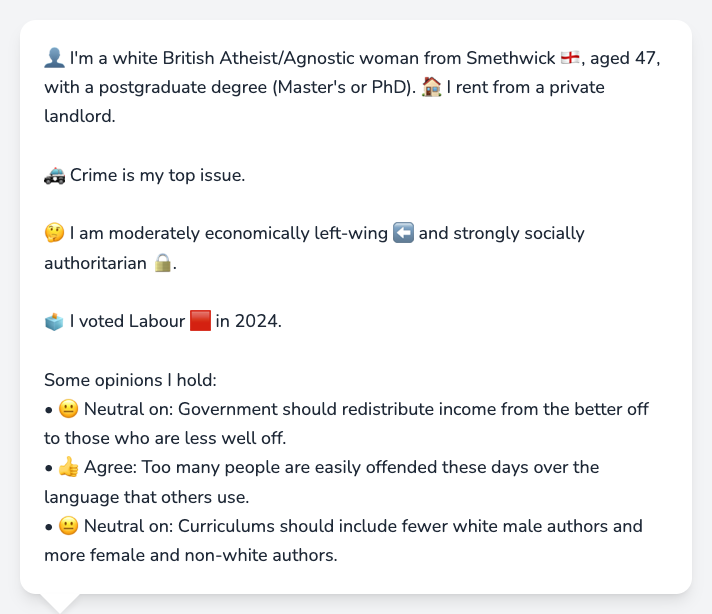 👤 I'm a white British Atheist/Agnostic woman from Smethwick 🏴󠁧󠁢󠁥󠁮󠁧󠁿, aged 47,
with a postgraduate degree (Master's or PhD). 🏠 I rent from a private
landlord.
🚓 Crime is my top issue.
🤔 I am moderately economically left-wing ⬅️ and strongly socially
authoritarian 🔒.
🗳️ I voted Labour 🟥 in 2024.
Some opinions I hold:
• 😐 Neutral on: Government should redistribute income from the better off
to those who are less well off.
• 👍 Agree: Too many people are easily offended these days over the
language that others use.
• 😐 Neutral on: Curriculums should include fewer white male authors and
more female and non-white authors.